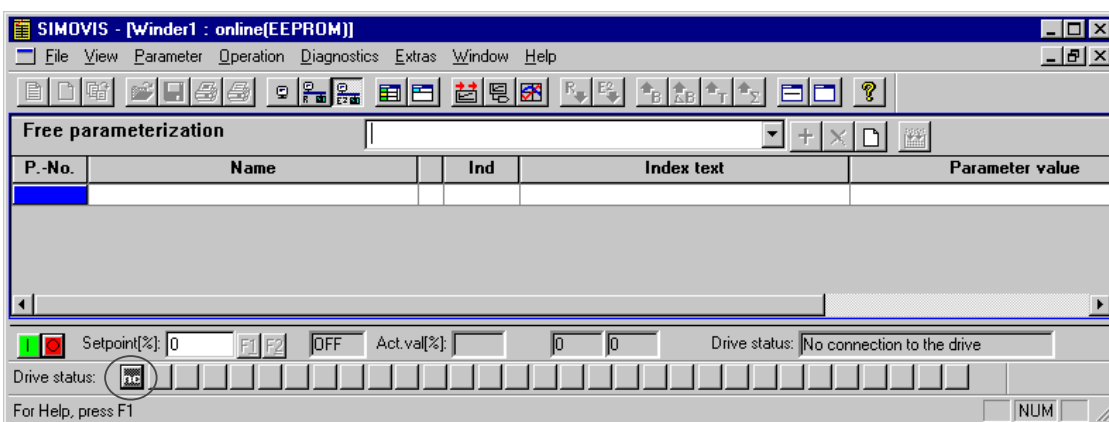 SIMOVIS - [Winder1 : online(EEPROM)]
File View Parameter Operation Diagnostics Extras Window Help
Free parameterization
P.-No. Name Ind Index text Parameter value
Setpoint[%]: 0 F1 F2 OFF Act.val[%]: 0 0 Drive status: No connection to the drive
Drive status: nc
For Help, press F1 NUM